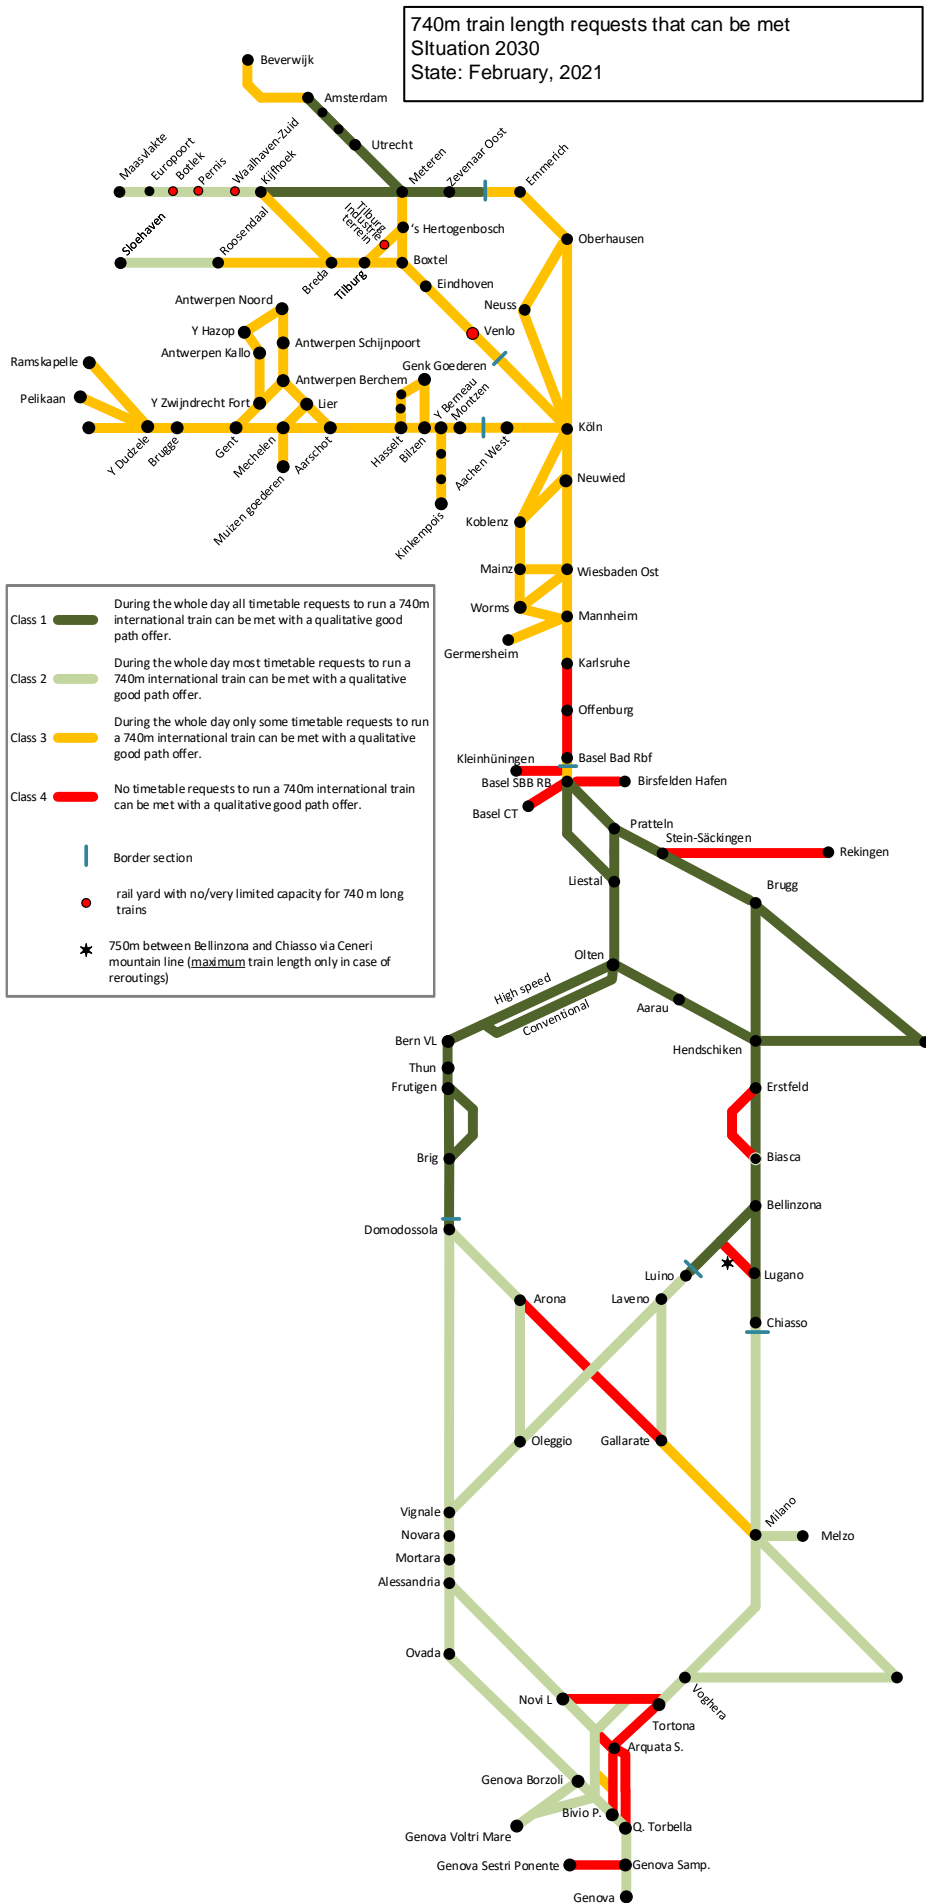 740m train length requests that can be met
SItuation 2030
State: February, 2021
Beverwijk
Amsterdam
Utrecht
Maasvlakte
Europoort
Botlek
Pernis
Waalhaven-Zuid
Kijfhoek
Meteren
Zevenaar Oost
Emmerich
Sloehaven
Roosendaal
Tilburg
Industrie
terrein
's Hertogenbosch
Oberhausen
Breda
Tilburg
Boxtel
Eindhoven
Antwerpen Noord
Neuss
Y Hazop
Venlo
Antwerpen Schijnpoort
Ramskapelle
Antwerpen Kallo
Genk Goederen
Antwerpen Berchem
Pelikaan
Y Zwijndrecht Fort
Lier
Y Berneau
Montzen
Y Dudzele
Brugge
Gent
Mechelen
Aarschot
Hasselt
Bilzen
Aachen West
Köln
Muizen goederen
Kinkempois
Neuwied
Koblenz
Mainz
Wiesbaden Ost
Worms
Mannheim
Germersheim
Karlsruhe
Offenburg
Class 1
During the whole day all timetable requests to run a 740m
international train can be met with a qualitative good
path offer.
Class 2
During the whole day most timetable requests to run a
740m international train can be met with a qualitative
good path offer.
Class 3
During the whole day only some timetable requests to run
a 740m international train can be met with a qualitative
good path offer.
Class 4
No timetable requests to run a 740m international train
can be met with a qualitative good path offer.
Border section
rail yard with no/very limited capacity for 740 m long
trains
750m between Bellinzona and Chiasso via Ceneri
mountain line (maximum train length only in case of
reroutings)
Kleinhüningen
Basel Bad Rbf
Basel SBB RB
Birsfelden Hafen
Basel CT
Pratteln
Stein-Säckingen
Rekingen
Liestal
Brugg
Olten
High speed
Conventional
Aarau
Bern VL
Hendschiken
Thun
Frutigen
Erstfeld
Brig
Biasca
Bellinzona
Domodossola
Luino
Lugano
Arona
Laveno
Chiasso
Oleggio
Gallarate
Vignale
Milano
Novara
Melzo
Mortara
Alessandria
Ovada
Voghera
Novi L
Tortona
Arquata S.
Genova Borzoli
Bivio P.
Q. Torbella
Genova Voltri Mare
Genova Sestri Ponente
Genova Samp.
Genova